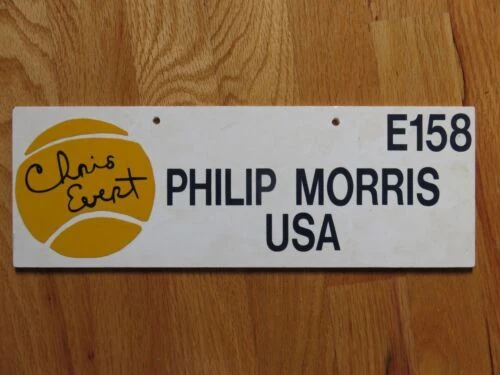 Chris
Evert
E158
PHILIP MORRIS
USA